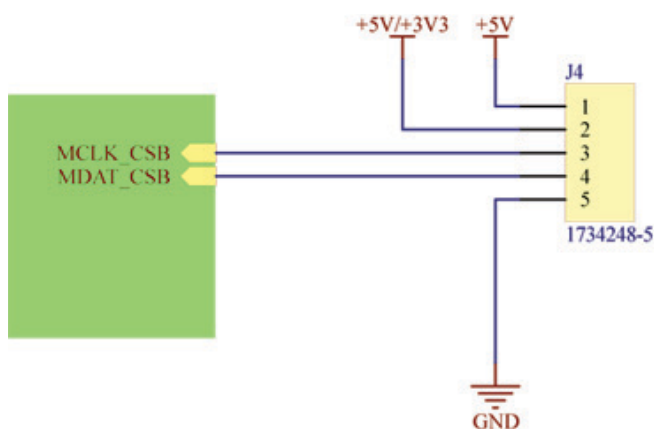 +5V/+3V3 +5V
J4
1
2
MCLK_CSB 3
MDAT_CSB 4
5
1734248-5
GND